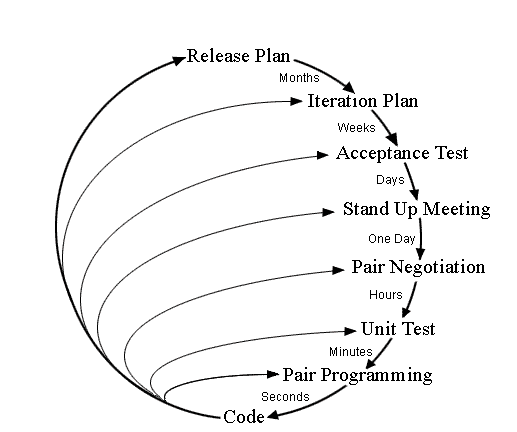 Release Plan
Months
Iteration Plan
Weeks
Acceptance Test
Days
Stand Up Meeting
One Day
Pair Negotiation
Hours
Unit Test
Minutes
Pair Programming
Seconds
Code